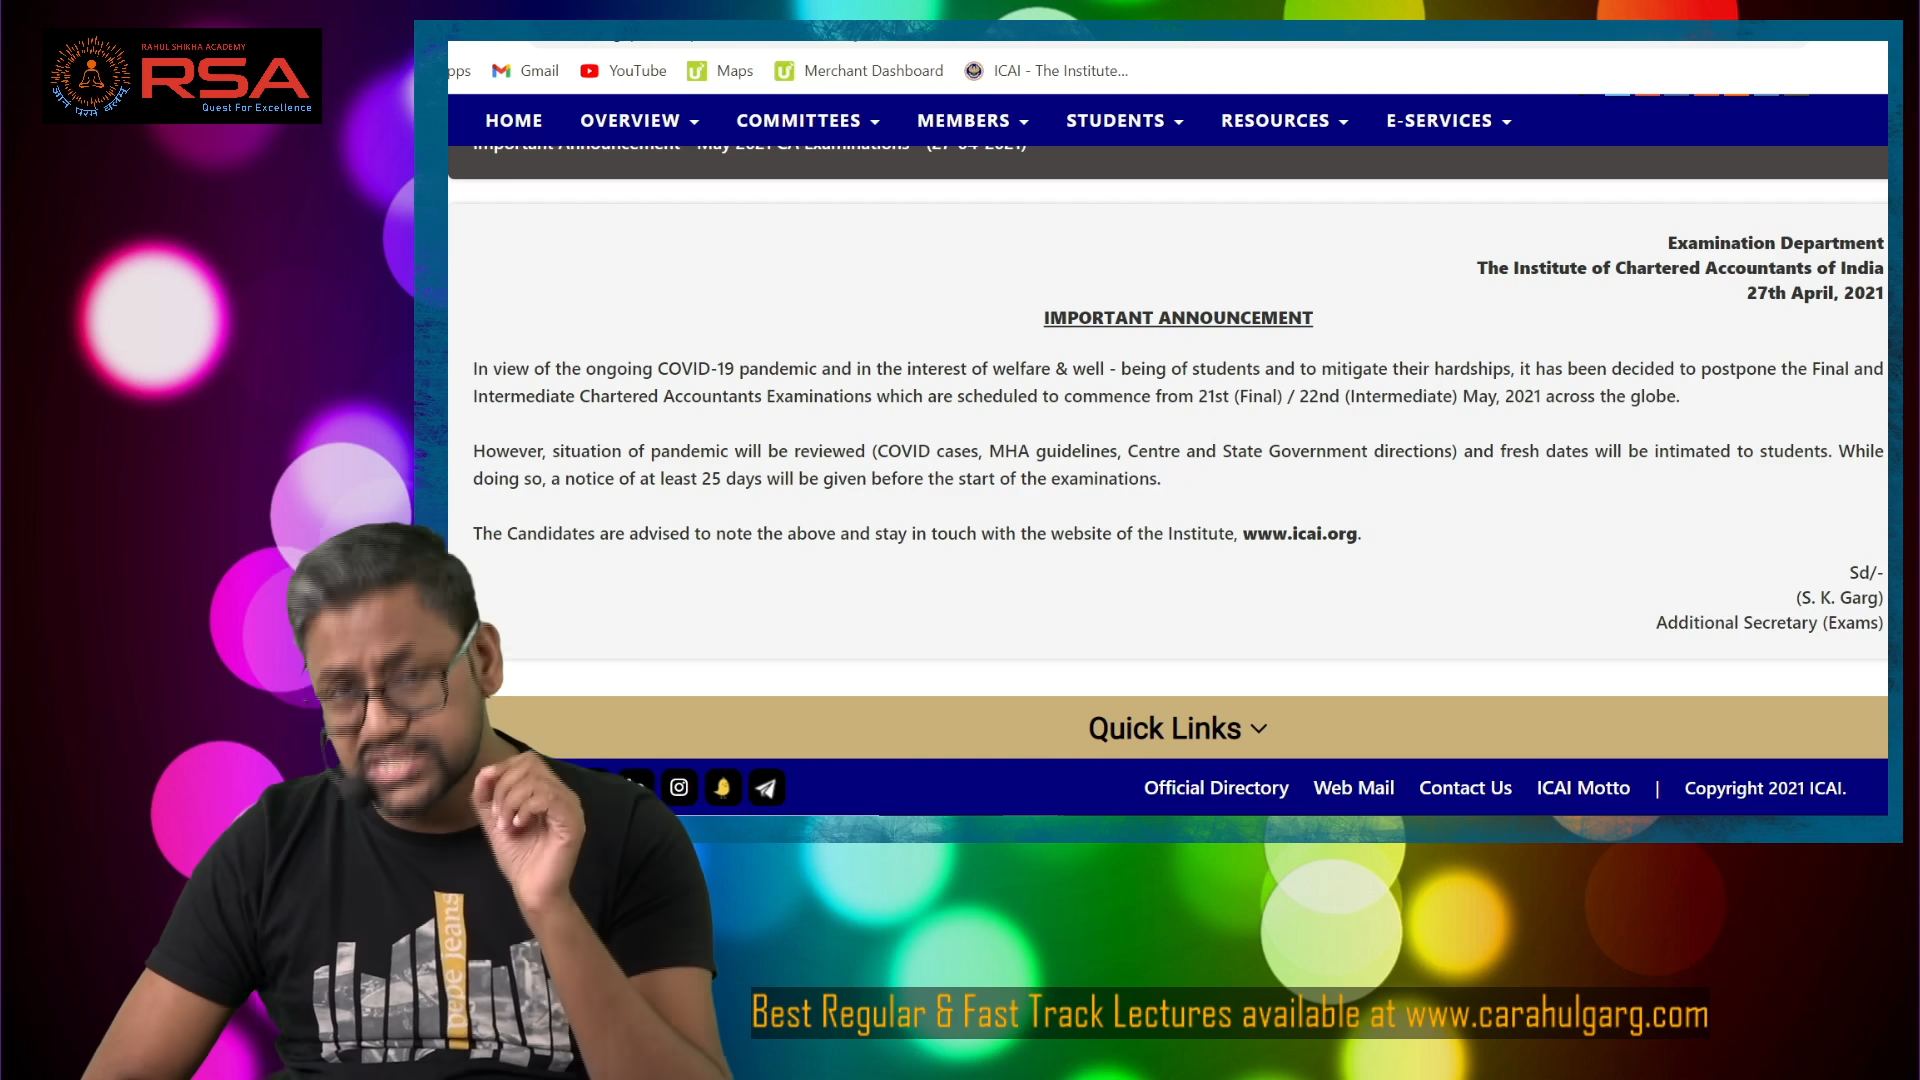 RAHUL SHIKHA ACADEMY
RSA
Quest For Excellence
pps Gmail YouTube Maps Merchant Dashboard ICAI - The Institute...
HOME OVERVIEW COMMITTEES MEMBERS STUDENTS RESOURCES E-SERVICES
Important Announcement - May 2021 CA Examinations - (27-04-2021)
Examination Department
The Institute of Chartered Accountants of India
27th April, 2021
IMPORTANT ANNOUNCEMENT
In view of the ongoing COVID-19 pandemic and in the interest of welfare & well - being of students and to mitigate their hardships, it has been decided to postpone the Final and
Intermediate Chartered Accountants Examinations which are scheduled to commence from 21st (Final) / 22nd (Intermediate) May, 2021 across the globe.
However, situation of pandemic will be reviewed (COVID cases, MHA guidelines, Centre and State Government directions) and fresh dates will be intimated to students. While
doing so, a notice of at least 25 days will be given before the start of the examinations.
The Candidates are advised to note the above and stay in touch with the website of the Institute, www.icai.org.
Sd/-
(S. K. Garg)
Additional Secretary (Exams)
Quick Links
Official Directory Web Mail Contact Us ICAI Motto | Copyright 2021 ICAI.
pepe jeans
Best Regular & Fast Track Lectures available at www.carahulgarg.com